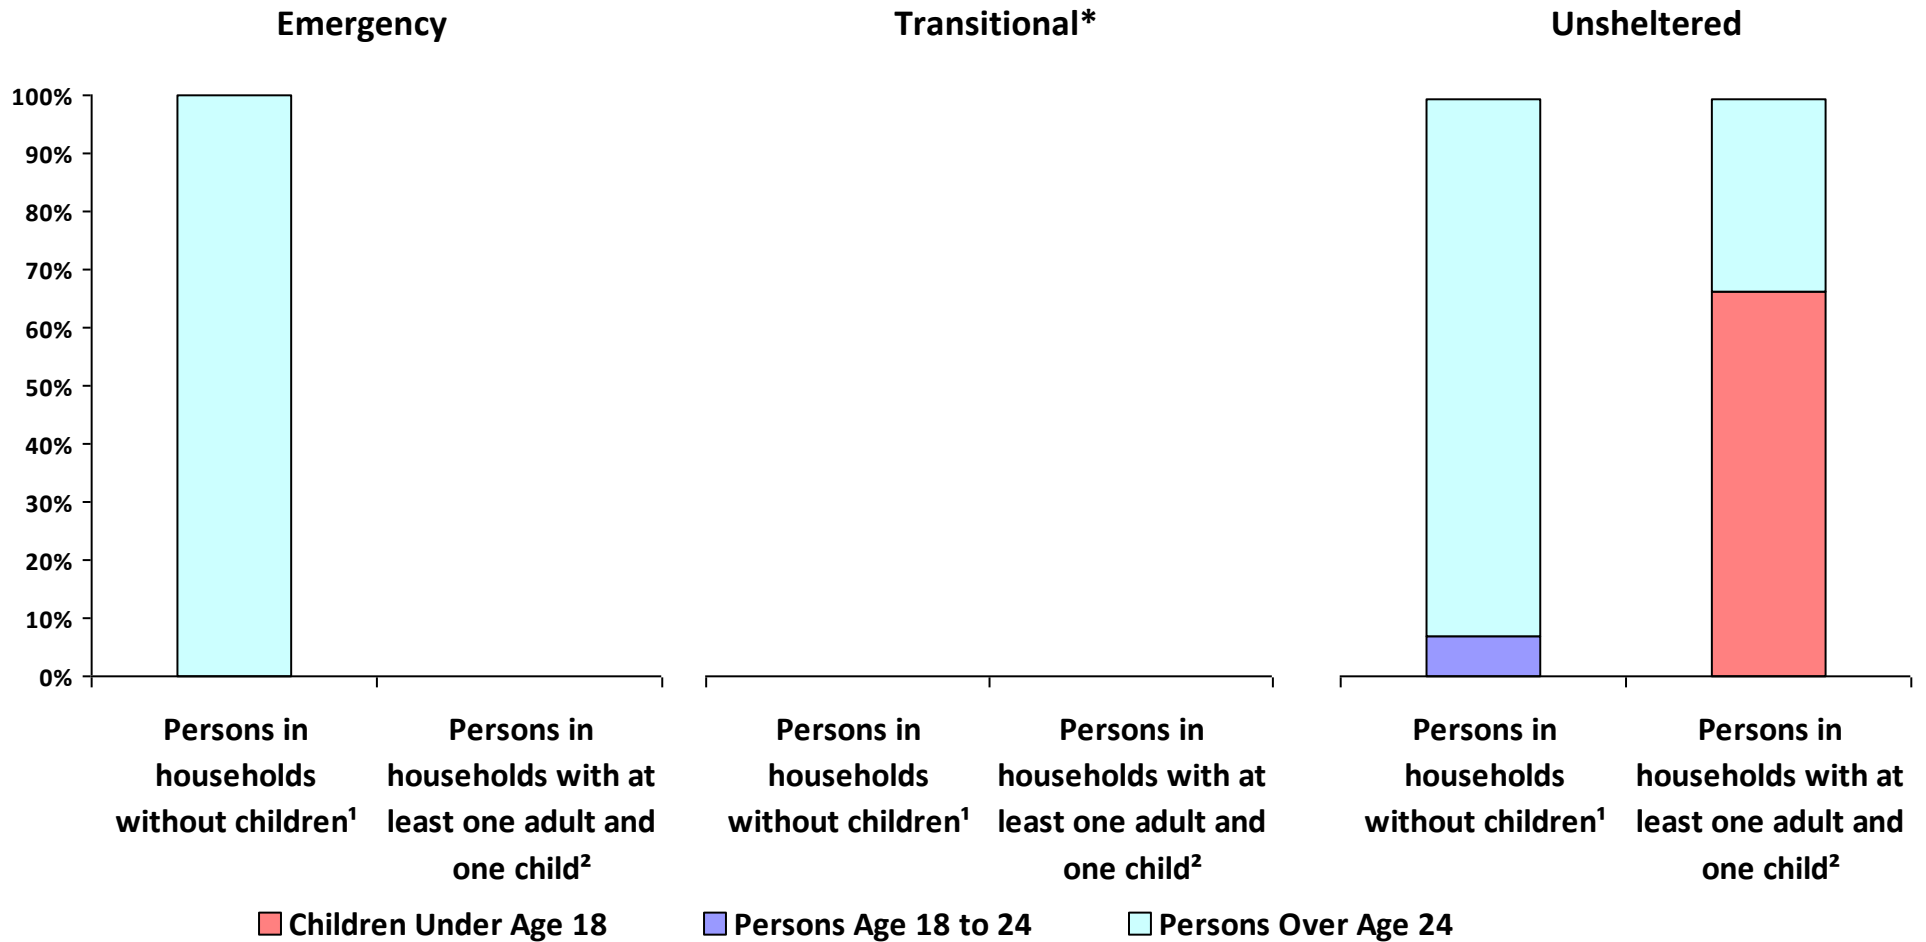 Emergency
Transitional*
Unsheltered
100%
90%
80%
70%
60%
50%
40%
30%
20%
10%
0%
Persons in
households
without children¹
Persons in
households with at
least one adult and
one child²
Persons in
households
without children¹
Persons in
households with at
least one adult and
one child²
Persons in
households
without children¹
Persons in
households with at
least one adult and
one child²
Children Under Age 18
Persons Age 18 to 24
Persons Over Age 24